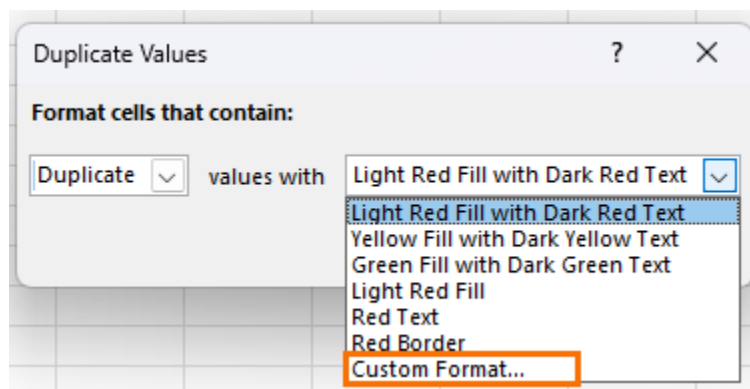 Duplicate Values ?
Format cells that contain:
Duplicate values with Light Red Fill with Dark Red Text
Light Red Fill with Dark Red Text
Yellow Fill with Dark Yellow Text
Green Fill with Dark Green Text
Light Red Fill
Red Text
Red Border
Custom Format...